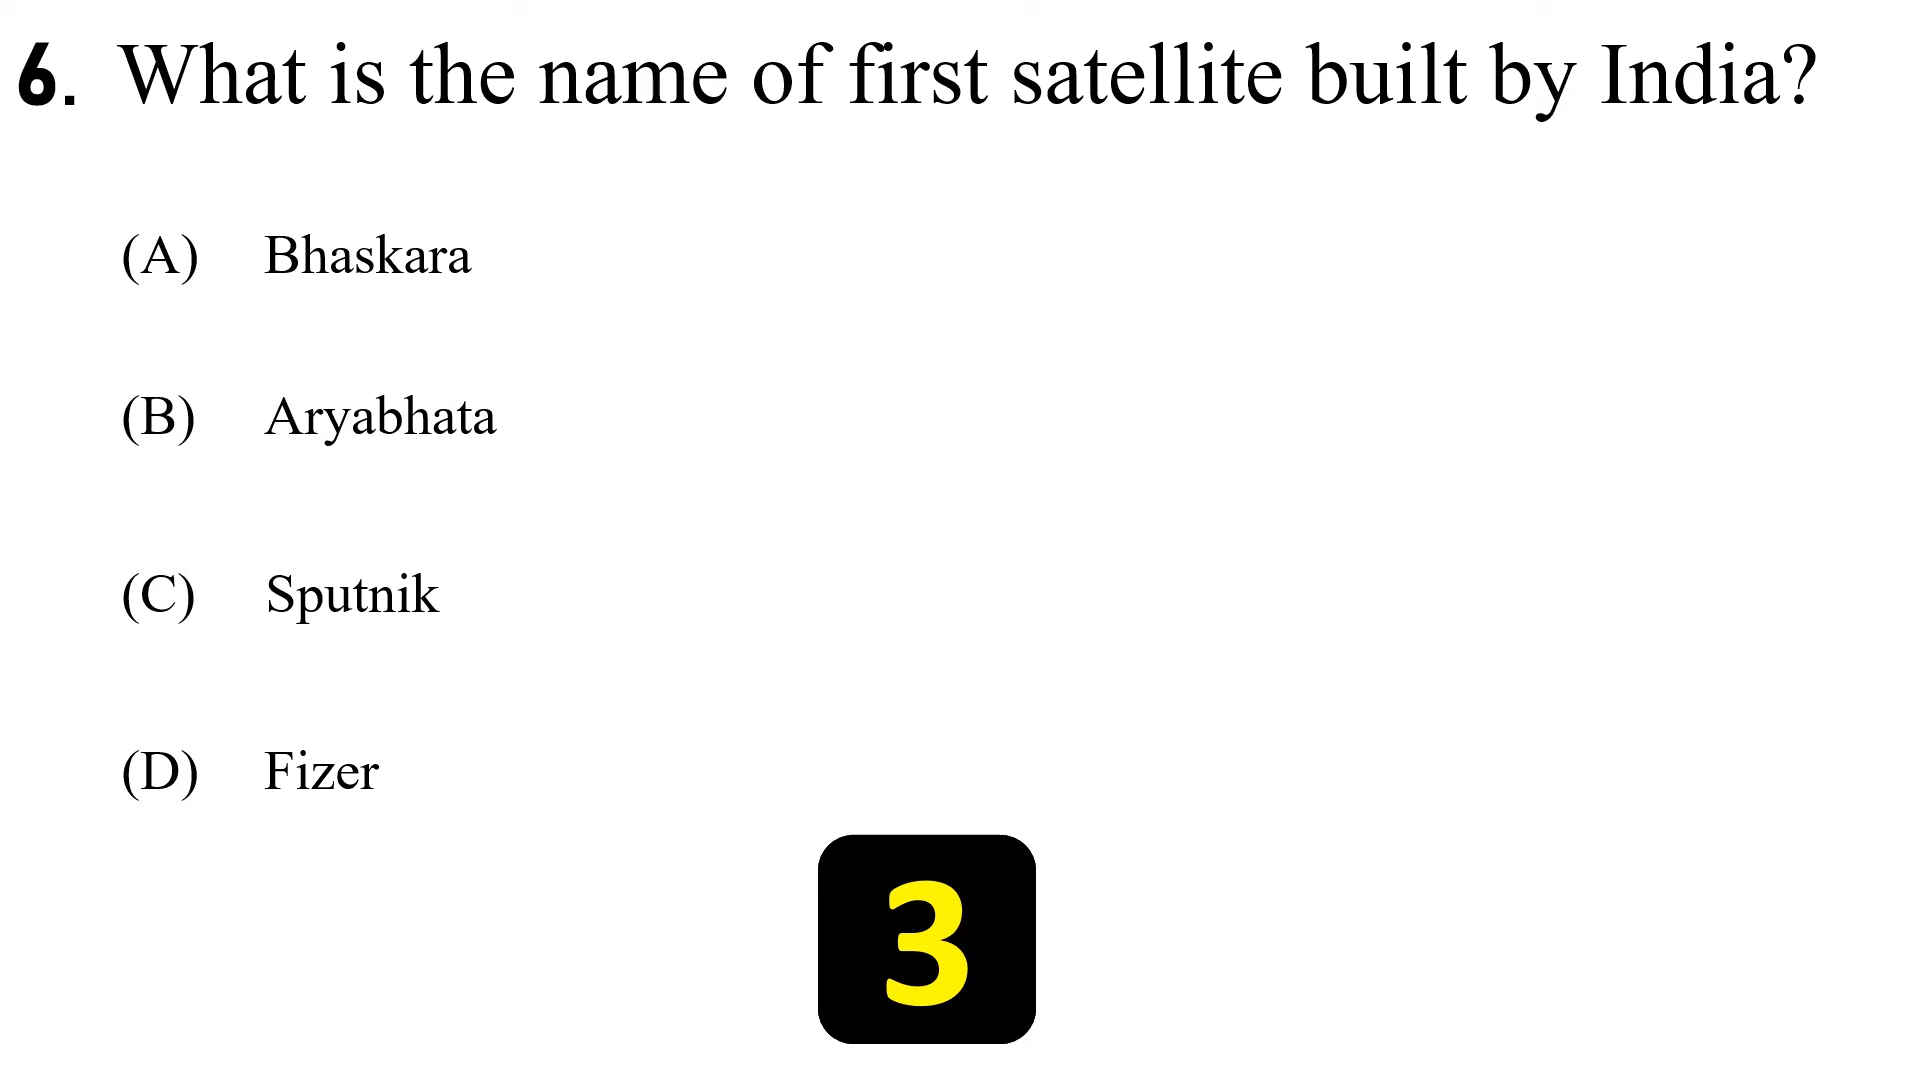 6. What is the name of first satellite built by India?
(A) Bhaskara
(B) Aryabhata
(C) Sputnik
(D) Fizer
3